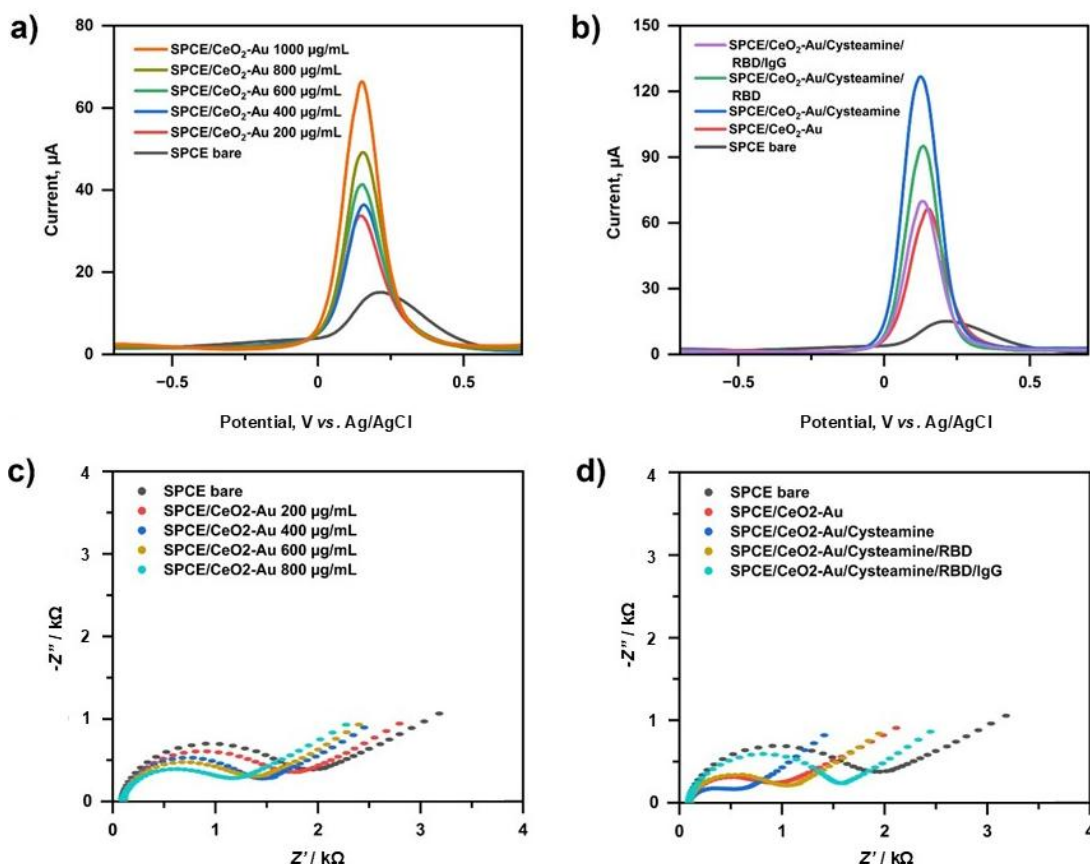 a)
80
60
40
20
0
Current, µA
SPCE/CeO₂-Au 1000 µg/mL
SPCE/CeO₂-Au 800 µg/mL
SPCE/CeO₂-Au 600 µg/mL
SPCE/CeO₂-Au 400 µg/mL
SPCE/CeO₂-Au 200 µg/mL
SPCE bare
−0.5 0 0.5
Potential, V vs. Ag/AgCl
b)
150
120
90
60
30
0
Current, µA
SPCE/CeO₂-Au/Cysteamine/
RBD/IgG
SPCE/CeO₂-Au/Cysteamine/
RBD
SPCE/CeO₂-Au/Cysteamine
SPCE/CeO₂-Au
SPCE bare
−0.5 0 0.5
Potential, V vs. Ag/AgCl
c)
4
3
2
1
0
-Z″ / kΩ
SPCE bare
SPCE/CeO2-Au 200 µg/mL
SPCE/CeO2-Au 400 µg/mL
SPCE/CeO2-Au 600 µg/mL
SPCE/CeO2-Au 800 µg/mL
0 1 2 3 4
Z′ / kΩ
d)
4
3
2
1
0
-Z″ / kΩ
SPCE bare
SPCE/CeO2-Au
SPCE/CeO2-Au/Cysteamine
SPCE/CeO2-Au/Cysteamine/RBD
SPCE/CeO2-Au/Cysteamine/RBD/IgG
0 1 2 3 4
Z′ / kΩ